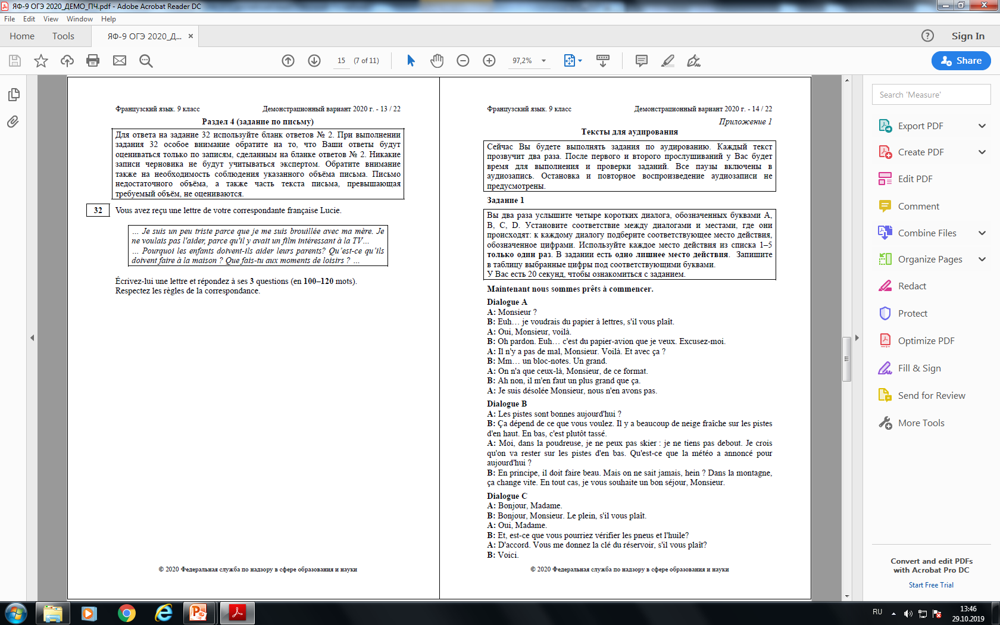 ЯФ-9 ОГЭ 2020_ДЕМО_ПЧ.pdf - Adobe Acrobat Reader DC
File Edit View Window Help
Home Tools ЯФ-9 ОГЭ 2020_Д... × Sign In
15 (7 of 11) 97,2% Share
Французский язык. 9 класс Демонстрационный вариант 2020 г. - 13 / 22
Раздел 4 (задание по письму)
Для ответа на задание 32 используйте бланк ответов № 2. При выполнении
задания 32 особое внимание обратите на то, что Ваши ответы будут
оцениваться только по записям, сделанным на бланке ответов № 2. Никакие
записи черновика не будут учитываться экспертом. Обратите внимание
также на необходимость соблюдения указанного объёма письма. Письмо
недостаточного объёма, а также часть текста письма, превышающая
требуемый объём, не оцениваются.
32 Vous avez reçu une lettre de votre correspondante française Lucie.
… Je suis un peu triste parce que je me suis brouillée avec ma mère. Je
ne voulais pas l'aider, parce qu'il y avait un film intéressant à la TV…
… Pourquoi les enfants doivent-ils aider leurs parents? Qu'est-ce qu'ils
doivent faire à la maison ? Que fais-tu aux moments de loisirs ? …
Écrivez-lui une lettre et répondez à ses 3 questions (en 100–120 mots).
Respectez les règles de la correspondance.
© 2020 Федеральная служба по надзору в сфере образования и науки
Французский язык. 9 класс Демонстрационный вариант 2020 г. - 14 / 22
Приложение 1
Тексты для аудирования
Сейчас Вы будете выполнять задания по аудированию. Каждый текст
прозвучит два раза. После первого и второго прослушиваний у Вас будет
время для выполнения и проверки заданий. Все паузы включены в
аудиозапись. Остановка и повторное воспроизведение аудиозаписи не
предусмотрены.
Задание 1
Вы два раза услышите четыре коротких диалога, обозначенных буквами А,
В, С, D. Установите соответствие между диалогами и местами, где они
происходят: к каждому диалогу подберите соответствующее место действия,
обозначенное цифрами. Используйте каждое место действия из списка 1–5
только один раз. В задании есть одно лишнее место действия. Запишите
в таблицу выбранные цифры под соответствующими буквами.
У Вас есть 20 секунд, чтобы ознакомиться с заданием.
Maintenant nous sommes prêts à commencer.
Dialogue A
A: Monsieur ?
B: Euh… je voudrais du papier à lettres, s'il vous plaît.
A: Oui, Monsieur, voilà.
B: Oh pardon. Euh… c'est du papier-avion que je veux. Excusez-moi.
A: Il n'y a pas de mal, Monsieur. Voilà. Et avec ça ?
B: Mm… un bloc-notes. Un grand.
A: On n'a que ceux-là, Monsieur, de ce format.
B: Ah non, il m'en faut un plus grand que ça.
A: Je suis désolée Monsieur, nous n'en avons pas.
Dialogue B
A: Les pistes sont bonnes aujourd'hui ?
B: Ça dépend de ce que vous voulez. Il y a beaucoup de neige fraîche sur les pistes
d'en haut. En bas, c'est plutôt tassé.
A: Moi, dans la poudreuse, je ne peux pas skier : je ne tiens pas debout. Je crois
qu'on va rester sur les pistes d'en bas. Qu'est-ce que la météo a annoncé pour
aujourd'hui ?
B: En principe, il doit faire beau. Mais on ne sait jamais, hein ? Dans la montagne,
ça change vite. En tout cas, je vous souhaite un bon séjour, Monsieur.
Dialogue C
A: Bonjour, Madame.
B: Bonjour, Monsieur. Le plein, s'il vous plaît.
A: Oui, Madame.
B: Et, est-ce que vous pourriez vérifier les pneus et l'huile?
A: D'accord. Vous me donnez la clé du réservoir, s'il vous plaît?
B: Voici.
© 2020 Федеральная служба по надзору в сфере образования и науки
Search 'Measure'
Export PDF
Create PDF
Edit PDF
Comment
Combine Files
Organize Pages
Redact
Protect
Optimize PDF
Fill & Sign
Send for Review
More Tools
Convert and edit PDFs
with Acrobat Pro DC
Start Free Trial
RU
13:46
29.10.2019